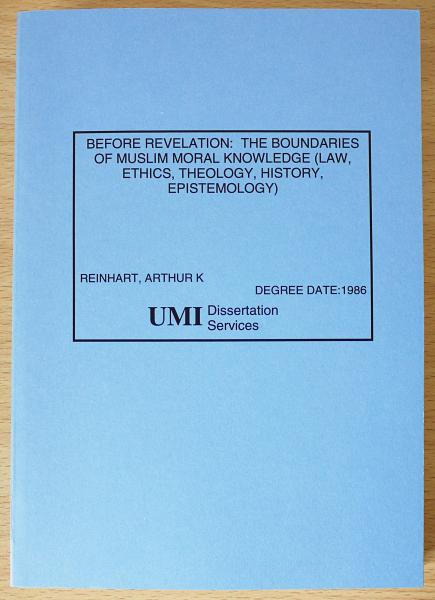 BEFORE REVELATION: THE BOUNDARIES
OF MUSLIM MORAL KNOWLEDGE (LAW,
ETHICS, THEOLOGY, HISTORY,
EPISTEMOLOGY)
REINHART, ARTHUR K
DEGREE DATE:1986
UMI Dissertation
Services